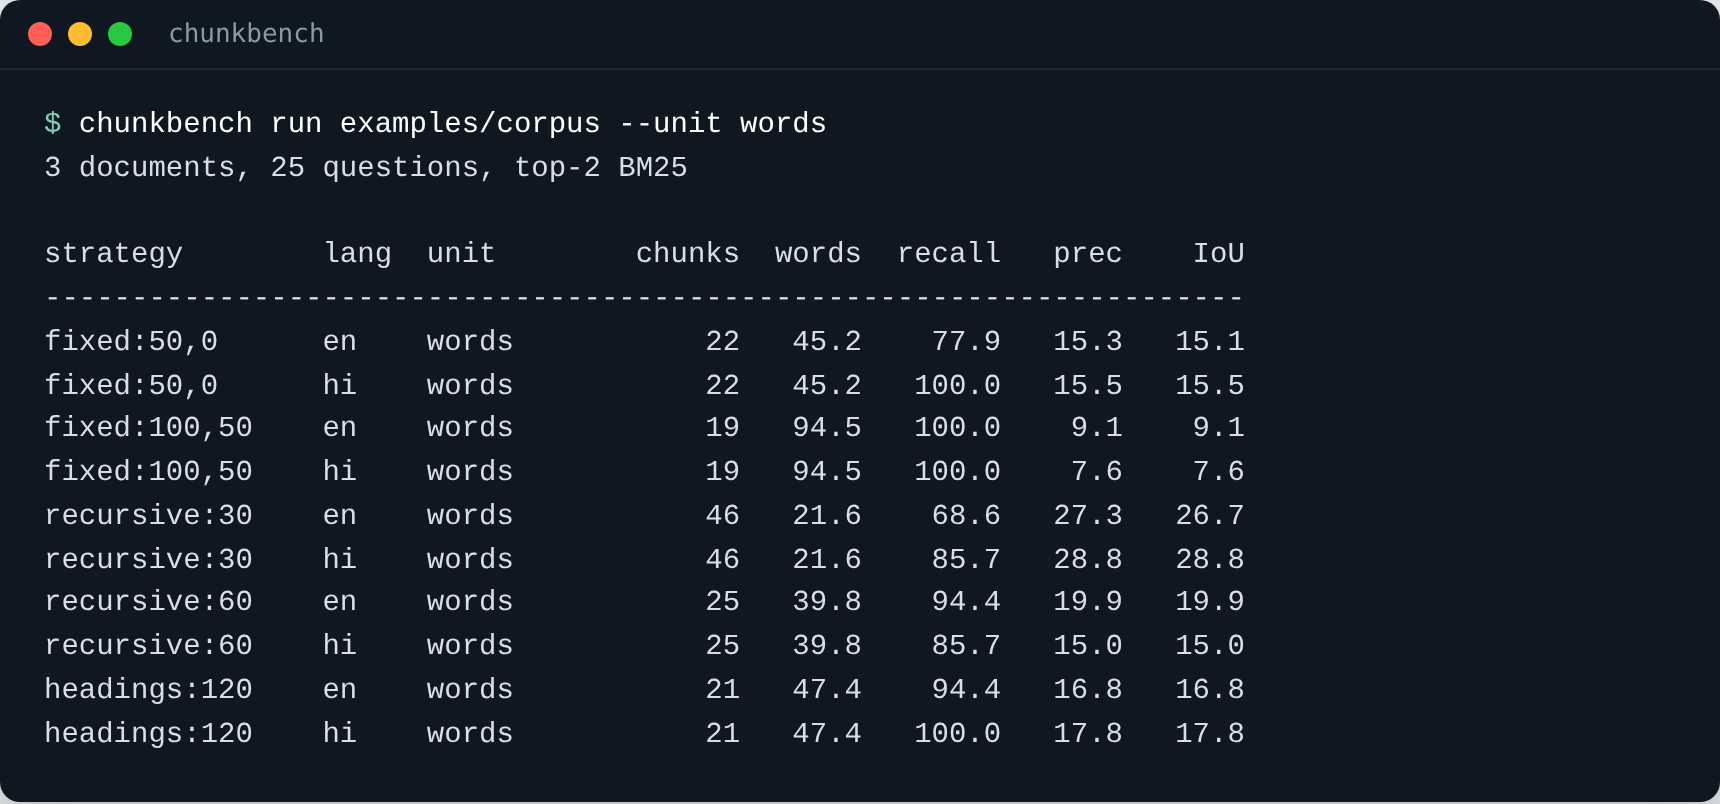 chunkbench
$ chunkbench run examples/corpus --unit words
3 documents, 25 questions, top-2 BM25
strategy        lang  unit        chunks  words  recall   prec    IoU
---------------------------------------------------------------------
fixed:50,0      en    words           22   45.2    77.9   15.3   15.1
fixed:50,0      hi    words           22   45.2   100.0   15.5   15.5
fixed:100,50    en    words           19   94.5   100.0    9.1    9.1
fixed:100,50    hi    words           19   94.5   100.0    7.6    7.6
recursive:30    en    words           46   21.6    68.6   27.3   26.7
recursive:30    hi    words           46   21.6    85.7   28.8   28.8
recursive:60    en    words           25   39.8    94.4   19.9   19.9
recursive:60    hi    words           25   39.8    85.7   15.0   15.0
headings:120    en    words           21   47.4    94.4   16.8   16.8
headings:120    hi    words           21   47.4   100.0   17.8   17.8